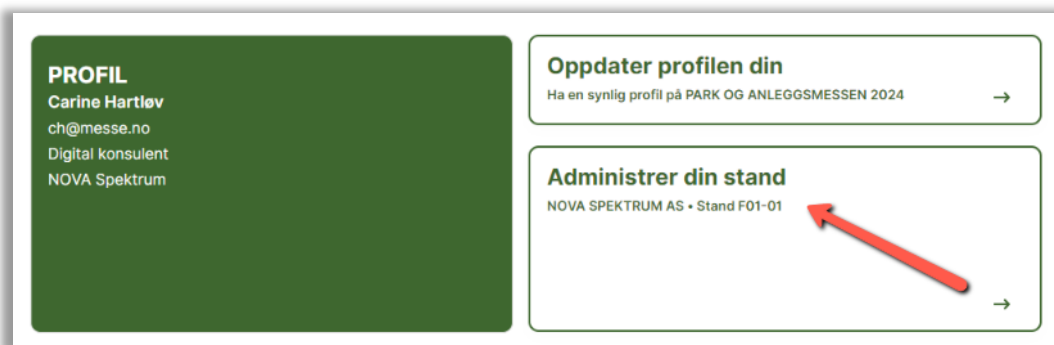 PROFIL
Carine Hartløv
ch@messe.no
Digital konsulent
NOVA Spektrum
Oppdater profilen din
Ha en synlig profil på PARK OG ANLEGGSMESSEN 2024
→
Administrer din stand
NOVA SPEKTRUM AS • Stand F01-01
→